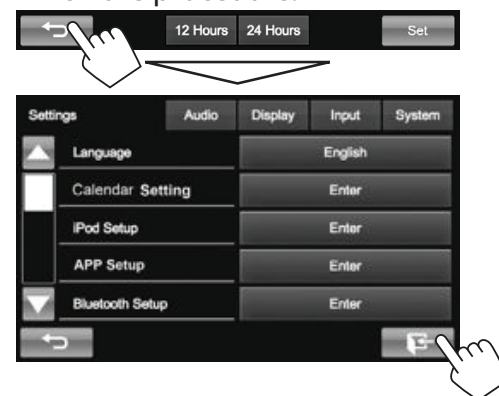 12 Hours 24 Hours Set
Settings Audio Display Input System
Language English
Calendar Setting Enter
iPod Setup Enter
APP Setup Enter
Bluetooth Setup Enter